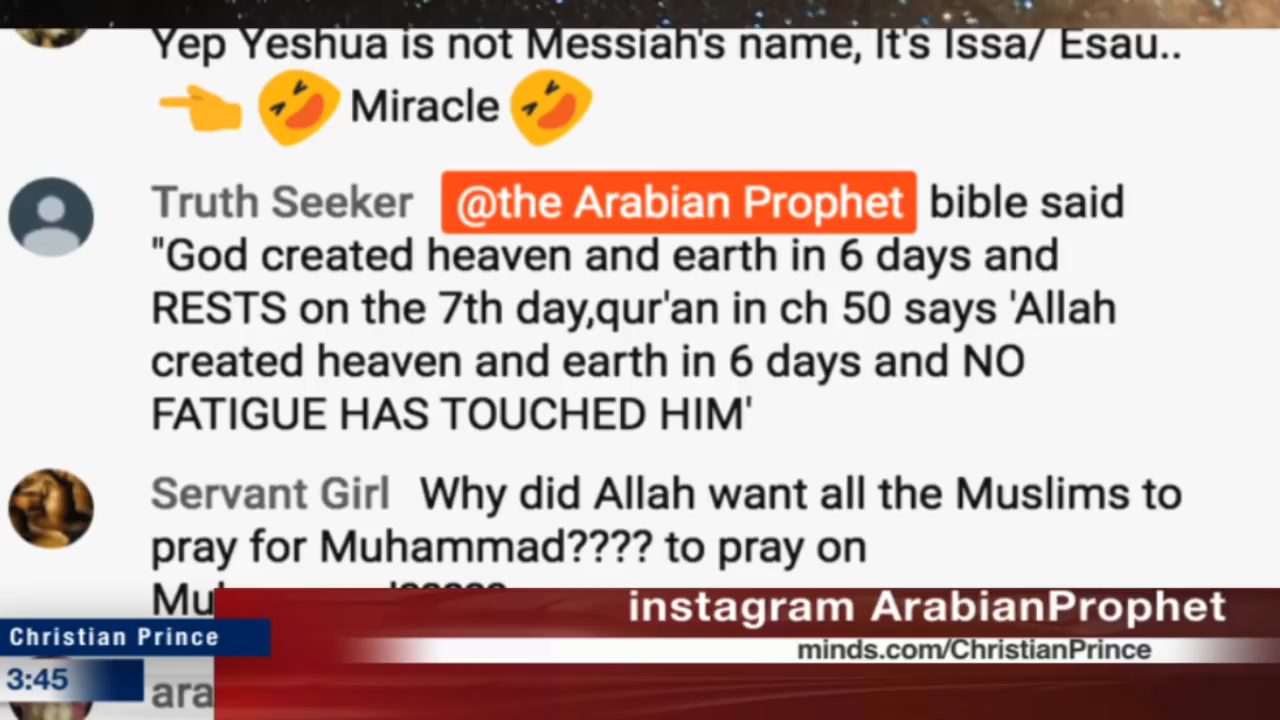 Yep Yeshua is not Messiah's name, It's Issa/ Esau..
Miracle
Truth Seeker @the Arabian Prophet bible said
"God created heaven and earth in 6 days and
RESTS on the 7th day,qur'an in ch 50 says 'Allah
created heaven and earth in 6 days and NO
FATIGUE HAS TOUCHED HIM'
Servant Girl Why did Allah want all the Muslims to
pray for Muhammad???? to pray on
instagram ArabianProphet
Christian Prince
minds.com/ChristianPrince
3:45